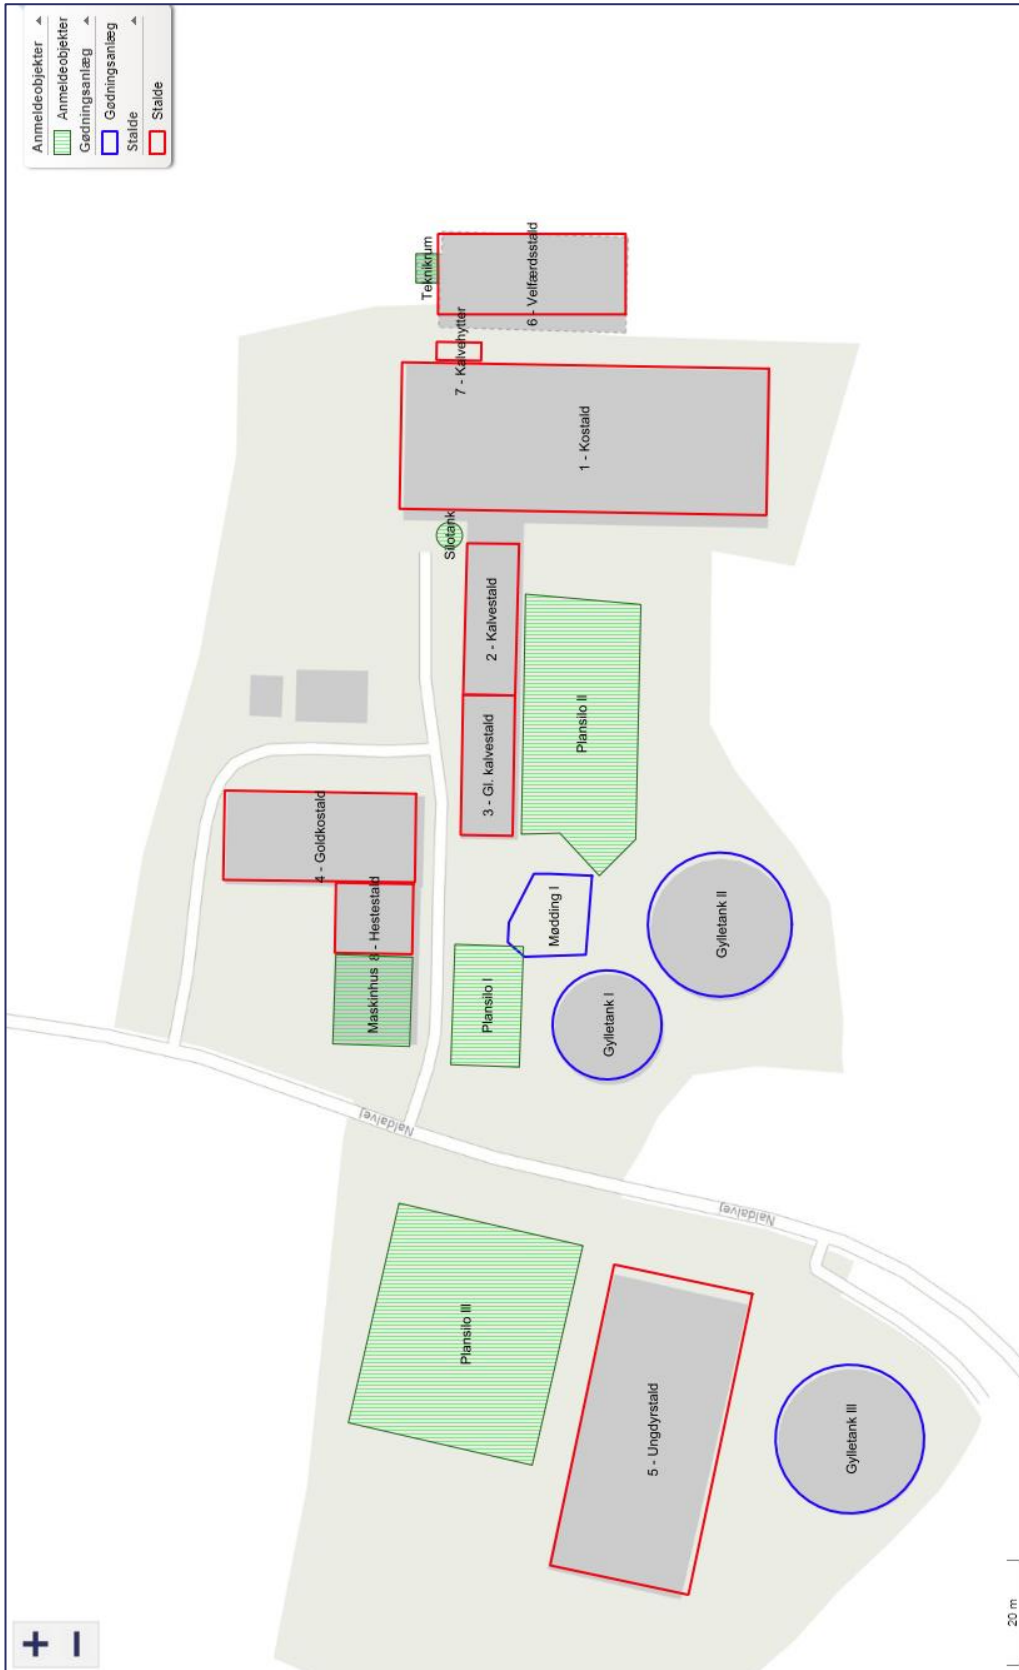 Anmeldeobjekter
Anmeldeobjekter
Gødningsanlæg
Gødningsanlæg
Stalde
Stalde
Teknikrum
6 - Velfærdsstald
7 - Kalvehytter
1 - Kostald
Silotank
2 - Kalvestald
3 - Gl. kalvestald
Plansilo II
4 - Goldkostald
8 - Hestestald
Maskinhus
Mødding I
Plansilo I
Gylletank II
Gylletank I
Naldalvej
Naldalvej
Plansilo III
5 - Ungdyrstald
Gylletank III
20 m